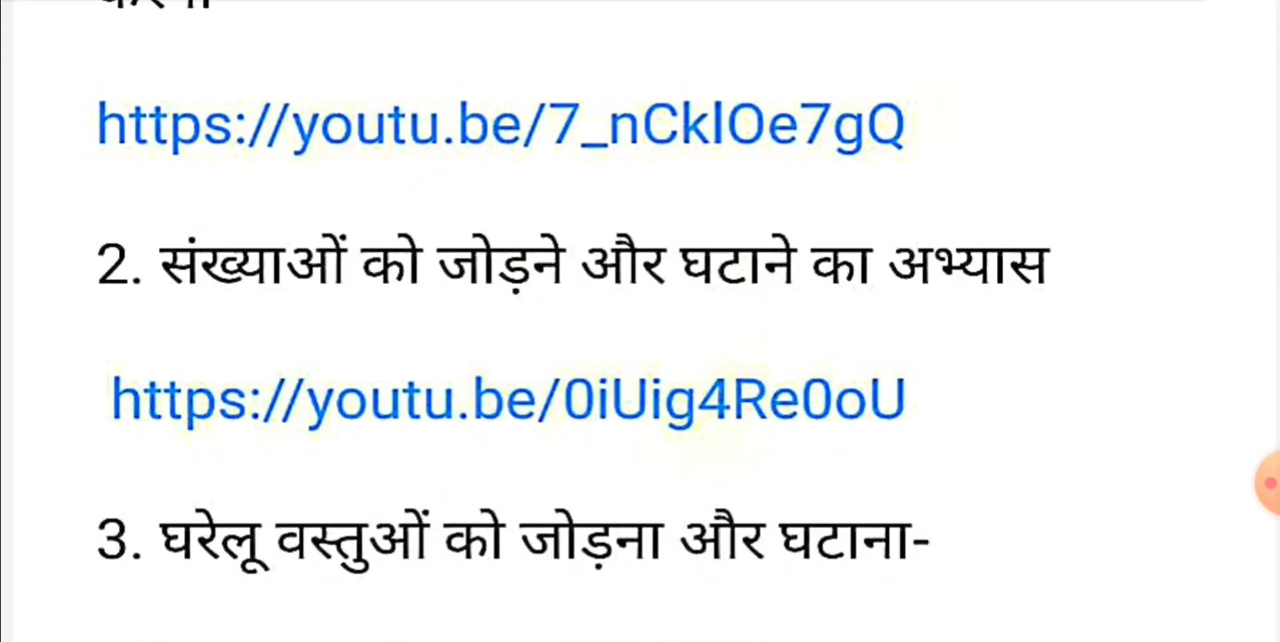 https://youtu.be/7_nCklOe7gQ
2. संख्याओं को जोड़ने और घटाने का अभ्यास
https://youtu.be/0iUig4Re0oU
3. घरेलू वस्तुओं को जोड़ना और घटाना-